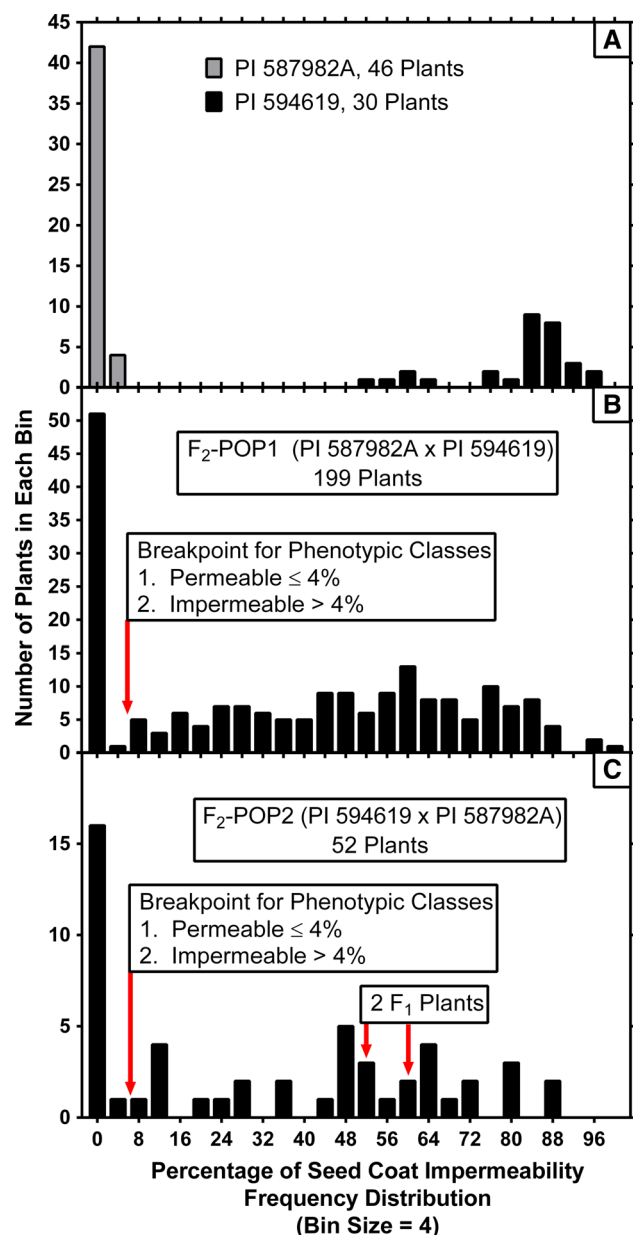 A
PI 587982A, 46 Plants
PI 594619, 30 Plants
45
40
35
30
25
20
15
10
5
0
B
F₂-POP1 (PI 587982A x PI 594619)
199 Plants
Breakpoint for Phenotypic Classes
1. Permeable ≤ 4%
2. Impermeable > 4%
50
45
40
35
30
25
20
15
10
5
0
Number of Plants in Each Bin
C
F₂-POP2 (PI 594619 x PI 587982A)
52 Plants
Breakpoint for Phenotypic Classes
1. Permeable ≤ 4%
2. Impermeable > 4%
2 F₁ Plants
15
10
5
0
0 8 16 24 32 40 48 56 64 72 80 88 96
Percentage of Seed Coat Impermeability
Frequency Distribution
(Bin Size = 4)